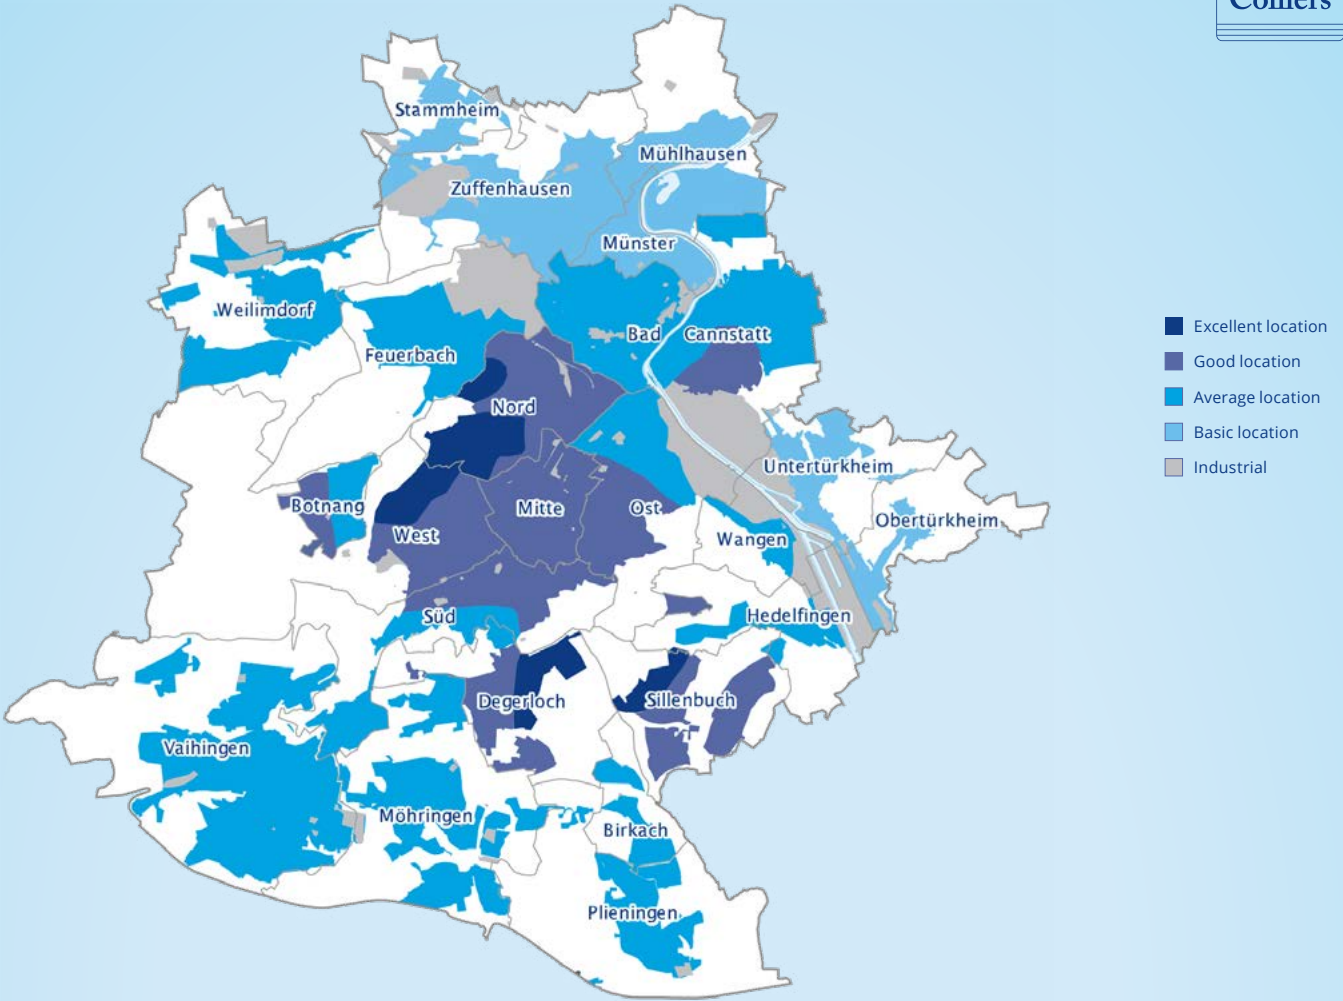 Colliers
Stammheim
Mühlhausen
Zuffenhausen
Münster
Weilimdorf
Bad Cannstatt
Feuerbach
Nord
Untertürkheim
Botnang
Mitte
Ost
West
Obertürkheim
Wangen
Süd
Hedelfingen
Degerloch
Sillenbuch
Vaihingen
Möhringen
Birkach
Plieningen
Excellent location
Good location
Average location
Basic location
Industrial